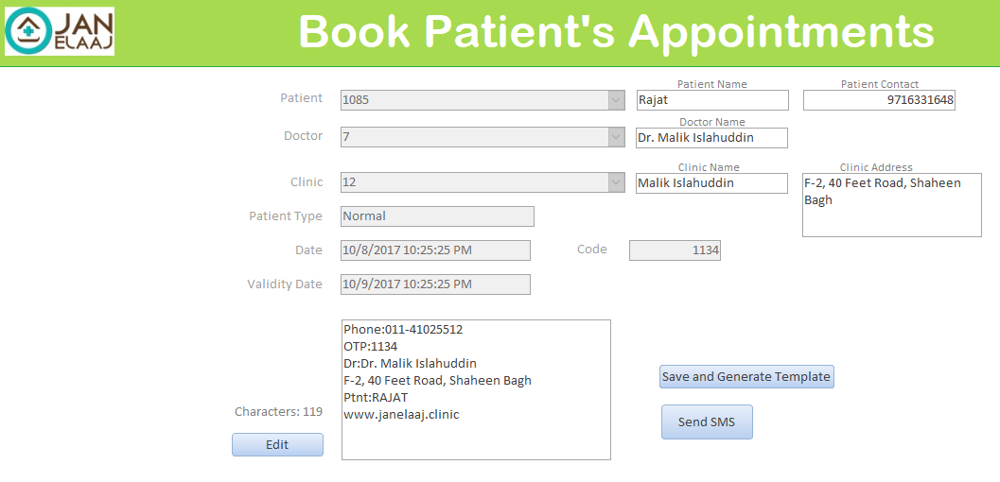 JAN
ELAAJ
Book Patient's Appointments
Patient Name
Patient Contact
Patient
1085
Rajat
9716331648
Doctor Name
Doctor
7
Dr. Malik Islahuddin
Clinic Name
Clinic Address
Clinic
12
Malik Islahuddin
F-2, 40 Feet Road, Shaheen
Bagh
Patient Type
Normal
Date
10/8/2017 10:25:25 PM
Code
1134
Validity Date
10/9/2017 10:25:25 PM
Phone:011-41025512
OTP:1134
Dr:Dr. Malik Islahuddin
F-2, 40 Feet Road, Shaheen Bagh
Ptnt:RAJAT
www.janelaaj.clinic
Save and Generate Template
Characters: 119
Send SMS
Edit